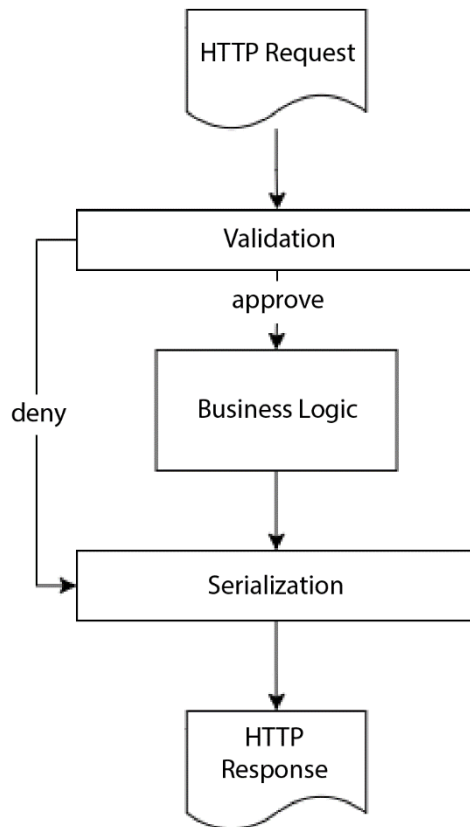 HTTP Request
Validation
approve
Business Logic
deny
Serialization
HTTP
Response